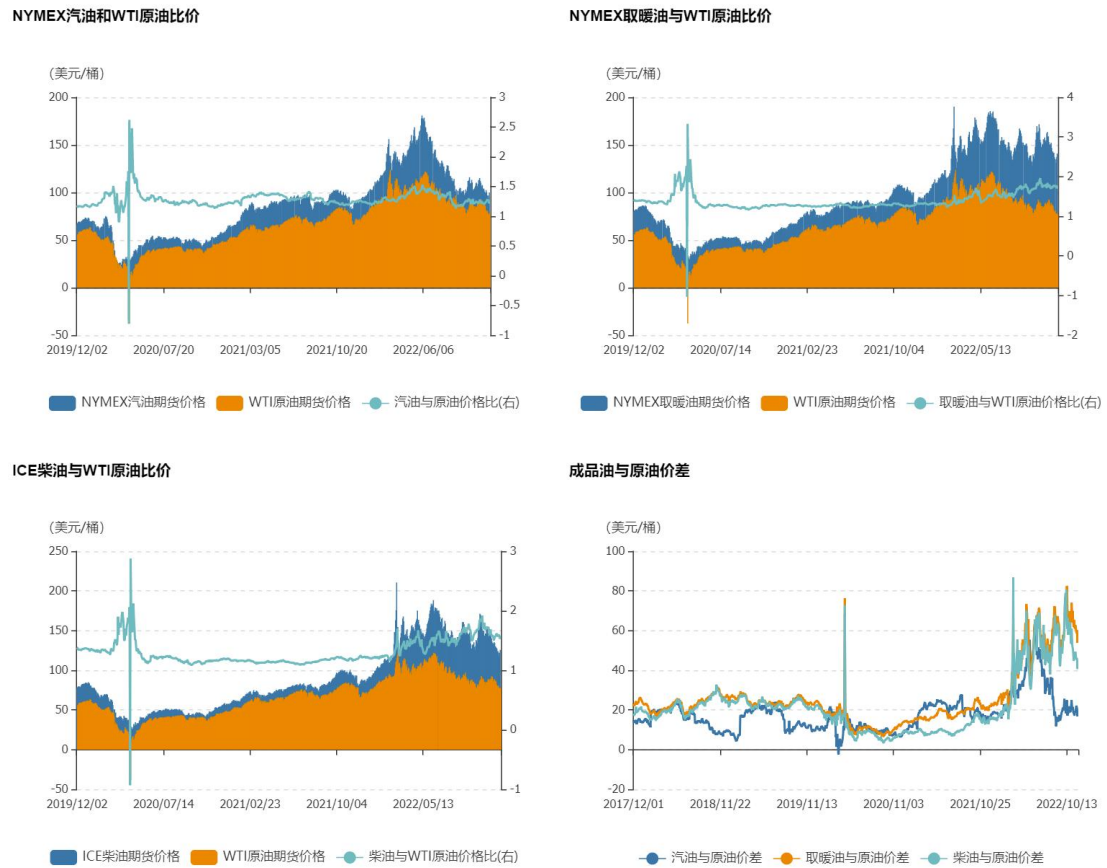 NYMEX汽油和WTI原油比价
(美元/桶)
200
150
100
50
0
-50
3
2.5
2
1.5
1
0.5
0
-0.5
-1
2019/12/02 2020/07/20 2021/03/05 2021/10/20 2022/06/06
NYMEX汽油期货价格 WTI原油期货价格 汽油与原油价格比(右)
NYMEX取暖油与WTI原油比价
(美元/桶)
200
150
100
50
0
-50
4
3
2
1
0
-1
-2
2019/12/02 2020/07/14 2021/02/23 2021/10/04 2022/05/13
NYMEX取暖油期货价格 WTI原油期货价格 取暖油与WTI原油价格比(右)
ICE柴油与WTI原油比价
(美元/桶)
250
200
150
100
50
0
-50
3
2
1
0
-1
2019/12/02 2020/07/14 2021/02/23 2021/10/04 2022/05/13
ICE柴油期货价格 WTI原油期货价格 柴油与WTI原油价格比(右)
成品油与原油价差
(美元/桶)
100
80
60
40
20
0
-20
2017/12/01 2018/11/22 2019/11/13 2020/11/03 2021/10/25 2022/10/13
汽油与原油价差 取暖油与原油价差 柴油与原油价差